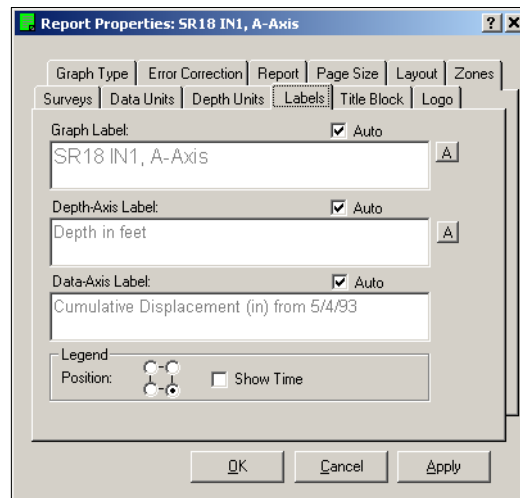 Report Properties: SR18 IN1, A-Axis
Graph Type Error Correction Report Page Size Layout Zones
Surveys Data Units Depth Units Labels Title Block Logo
Graph Label: Auto
SR18 IN1, A-Axis A
Depth-Axis Label: Auto
Depth in feet A
Data-Axis Label: Auto
Cumulative Displacement (in) from 5/4/93
Legend
Position: Show Time
OK Cancel Apply